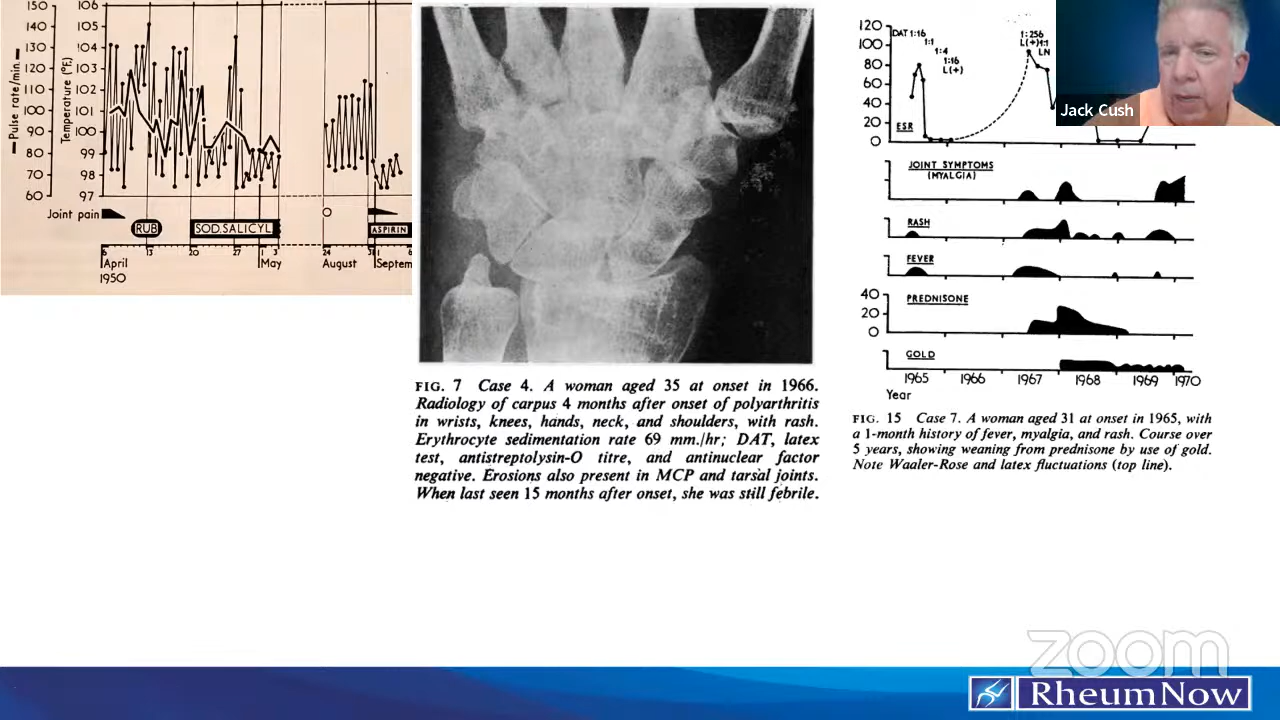 150
140
130
120
110
100
90
80
70
60
Pulse rate/min.
106
105
104
103
102
101
100
99
98
97
Temperature (°F.)
Joint pain
RUB
SOD.SALICYL
ASPIRIN
6
13
20
27
1
3
24
31
1
6
April
May
August
Septem
1950
FIG. 7 Case 4. A woman aged 35 at onset in 1966.
Radiology of carpus 4 months after onset of polyarthritis
in wrists, knees, hands, neck, and shoulders, with rash.
Erythrocyte sedimentation rate 69 mm./hr; DAT, latex
test, antistreptolysin-O titre, and antinuclear factor
negative. Erosions also present in MCP and tarsal joints.
When last seen 15 months after onset, she was still febrile.
120
100
80
60
40
20
0
DAT 1:16
1:1
1:4
1:16
L(+)
1:256
L(+)1:1
LN
ESR
JOINT SYMPTOMS
(MYALGIA)
RASH
FEVER
40
20
0
PREDNISONE
GOLD
1965 1966 1967 1968 1969 1970
Year
FIG. 15 Case 7. A woman aged 31 at onset in 1965, with
a 1-month history of fever, myalgia, and rash. Course over
5 years, showing weaning from prednisone by use of gold.
Note Waaler-Rose and latex fluctuations (top line).
Jack Cush
zoom
RheumNow